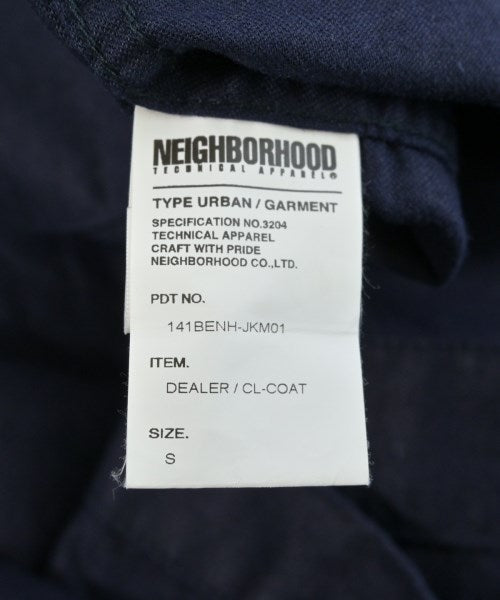 NEIGHBORHOOD
TECHNICAL APPAREL®
TYPE URBAN / GARMENT
SPECIFICATION NO.3204
TECHNICAL APPAREL
CRAFT WITH PRIDE
NEIGHBORHOOD CO.,LTD.
PDT NO.
141BENH-JKM01
ITEM.
DEALER / CL-COAT
SIZE.
S